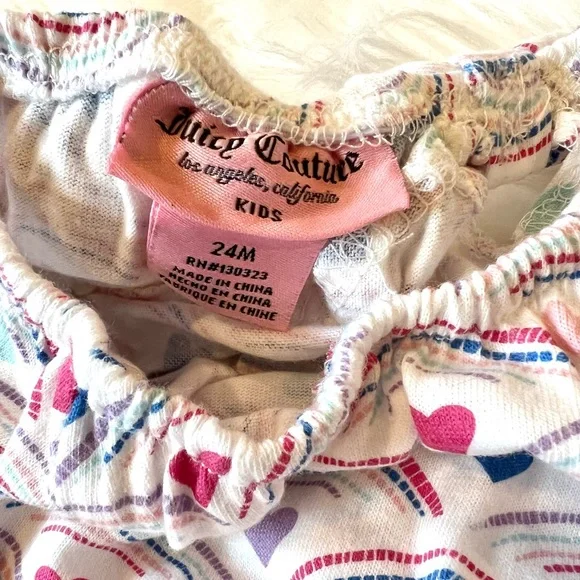 Juicy Couture
los angeles, california
KIDS
24M
RN#130323
MADE IN CHINA
HECHO EN CHINA
FABRIQUE EN CHINE